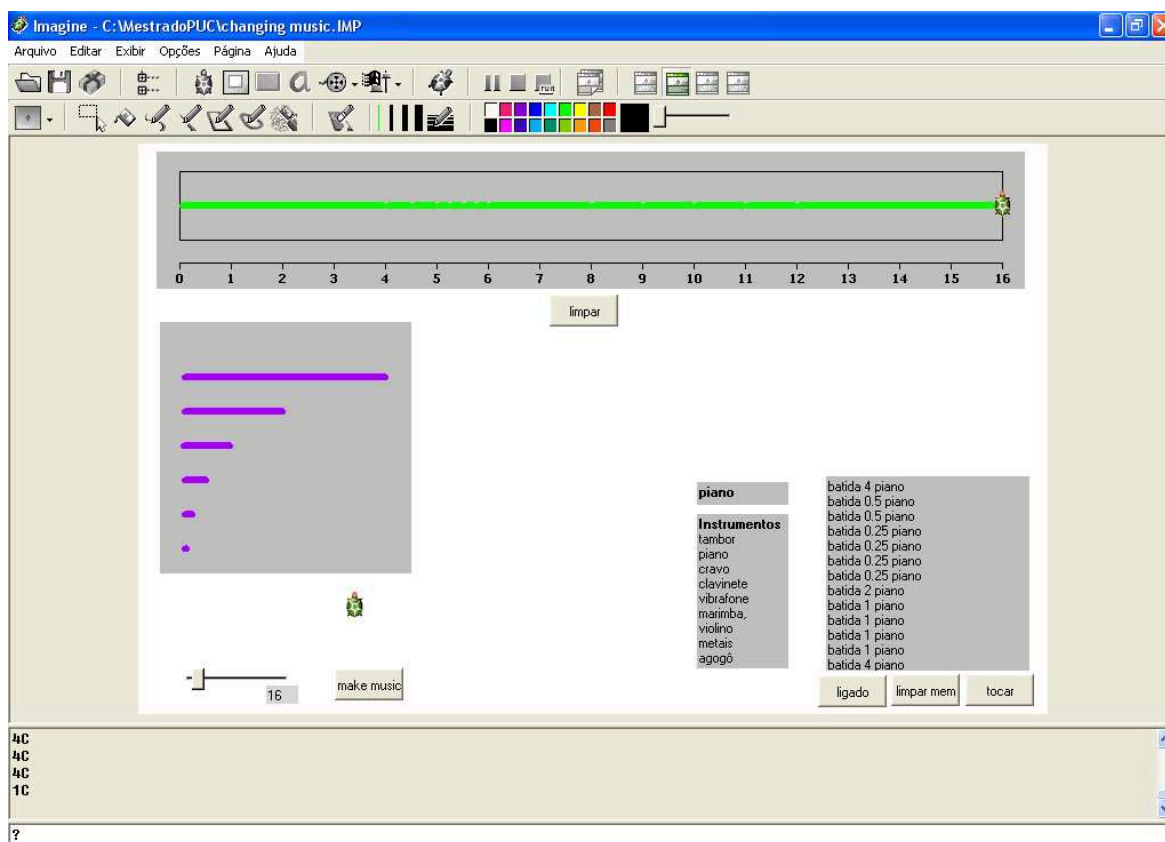 Imagine - C:\MestradoPUC\changing music.IMP
Arquivo Editar Exibir Opções Página Ajuda
run
0 1 2 3 4 5 6 7 8 9 10 11 12 13 14 15 16
limpar
piano
Instrumentos
tambor
piano
cravo
clavinete
vibrafone
marimba,
violino
metais
agogô
batida 4 piano
batida 0.5 piano
batida 0.5 piano
batida 0.25 piano
batida 0.25 piano
batida 0.25 piano
batida 0.25 piano
batida 2 piano
batida 1 piano
batida 1 piano
batida 1 piano
batida 1 piano
batida 4 piano
16
make music
ligado limpar mem tocar
4C
4C
4C
1C
?